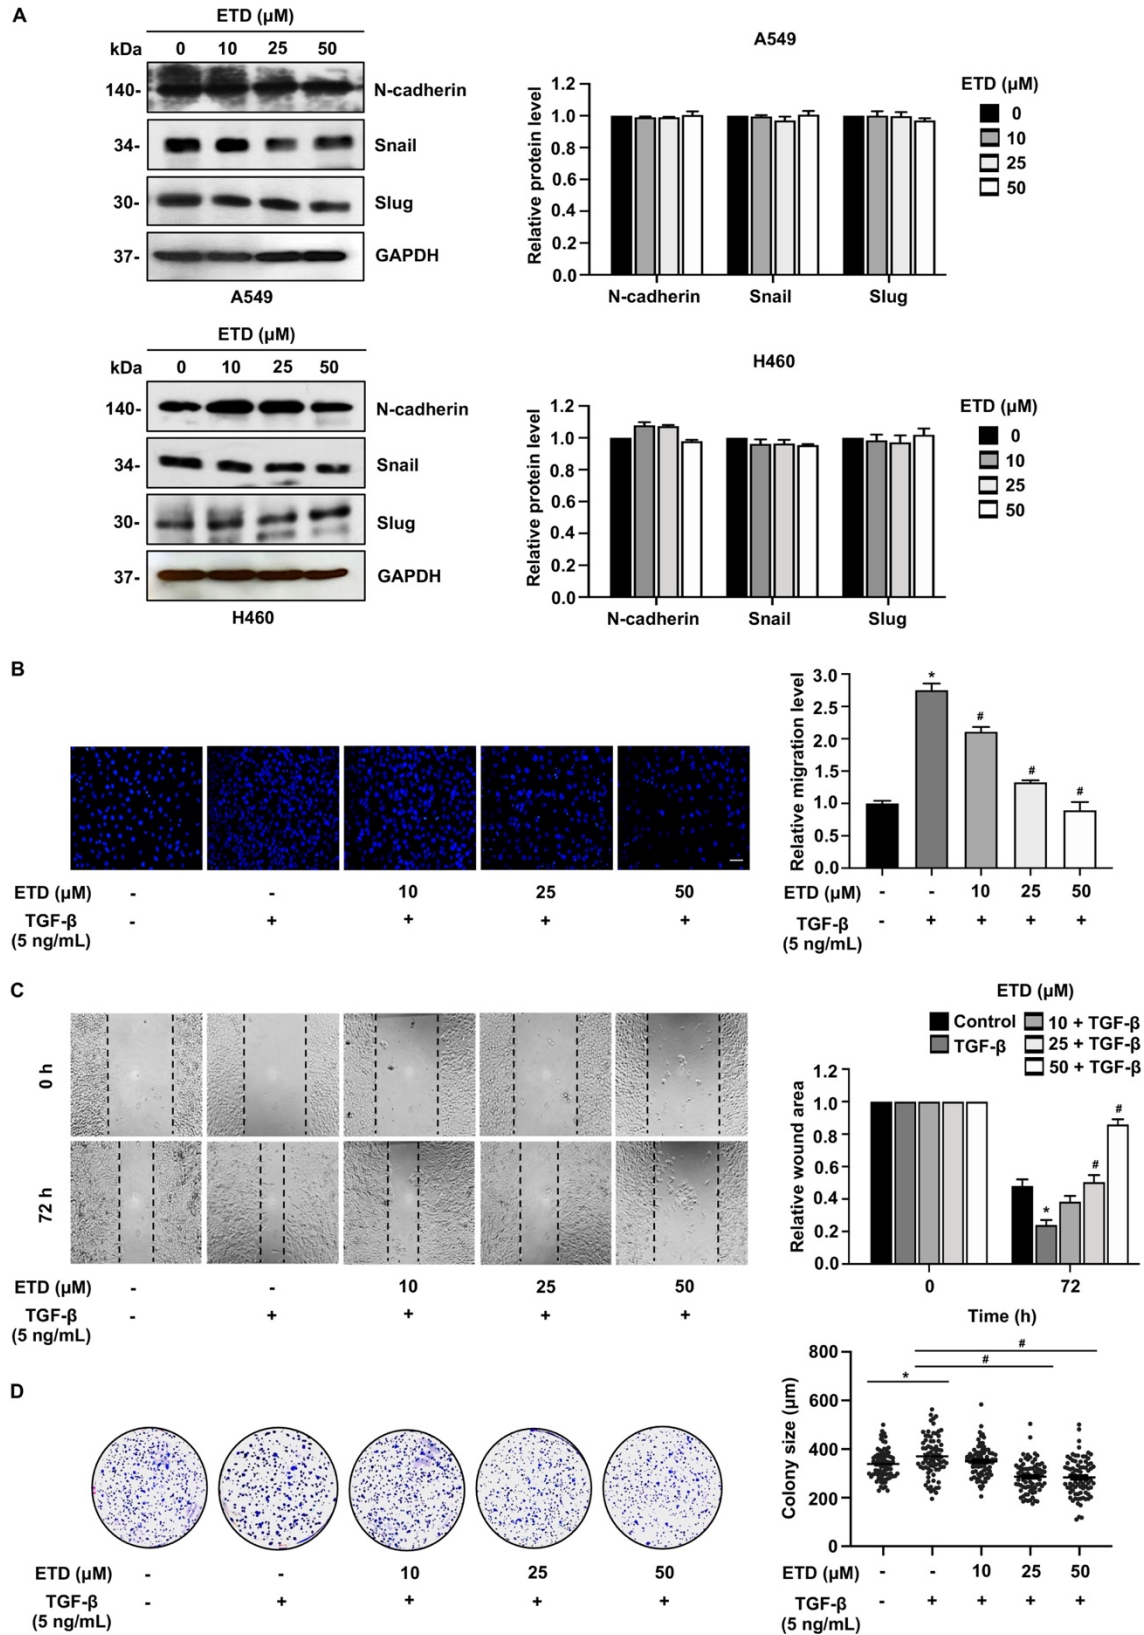 A
ETD (µM)
kDa 0 10 25 50
140- N-cadherin
34- Snail
30- Slug
37- GAPDH
A549
A549
Relative protein level
1.2
1.0
0.8
0.6
0.4
0.2
0.0
N-cadherin Snail Slug
ETD (µM)
0
10
25
50
ETD (µM)
kDa 0 10 25 50
140- N-cadherin
34- Snail
30- Slug
37- GAPDH
H460
H460
Relative protein level
1.2
1.0
0.8
0.6
0.4
0.2
0.0
N-cadherin Snail Slug
ETD (µM)
0
10
25
50
B
ETD (µM) - - 10 25 50
TGF-β - + + + +
(5 ng/mL)
Relative migration level
3.0
2.5
2.0
1.5
1.0
0.5
0.0
* # # #
ETD (µM) - - 10 25 50
TGF-β - + + + +
(5 ng/mL)
C
0 h
72 h
ETD (µM) - - 10 25 50
TGF-β - + + + +
(5 ng/mL)
ETD (µM)
Control 10 + TGF-β
TGF-β 25 + TGF-β
50 + TGF-β
Relative wound area
1.2
1.0
0.8
0.6
0.4
0.2
0.0
* # #
0 72
Time (h)
D
ETD (µM) - - 10 25 50
TGF-β - + + + +
(5 ng/mL)
Colony size (µm)
800
600
400
200
0
#
#
*
ETD (µM) - - 10 25 50
TGF-β - + + + +
(5 ng/mL)